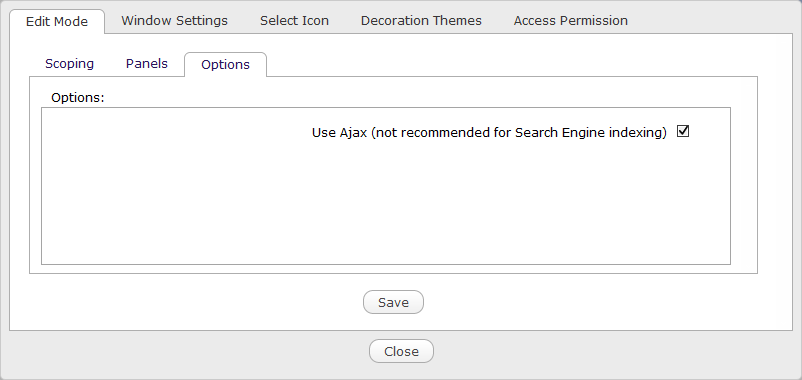 Edit Mode Window Settings Select Icon Decoration Themes Access Permission
Scoping Panels Options
Options:
Use Ajax (not recommended for Search Engine indexing)
Save
Close